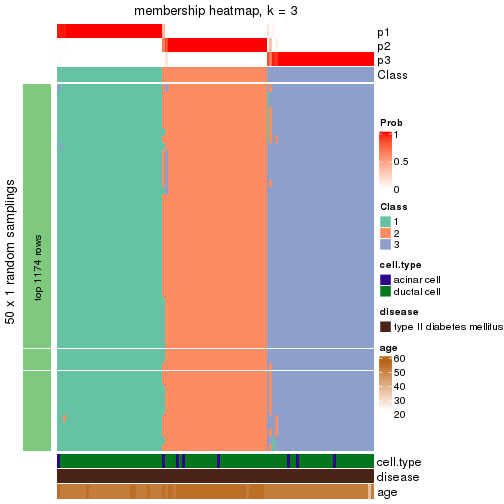 membership heatmap, k = 3
p1
p2
p3
Class
50 x 1 random samplings
top 1174 rows
Prob
1
0.5
0
Class
1
2
3
cell.type
acinar cell
ductal cell
disease
type II diabetes mellitus
age
60
50
40
30
20
cell.type
disease
age